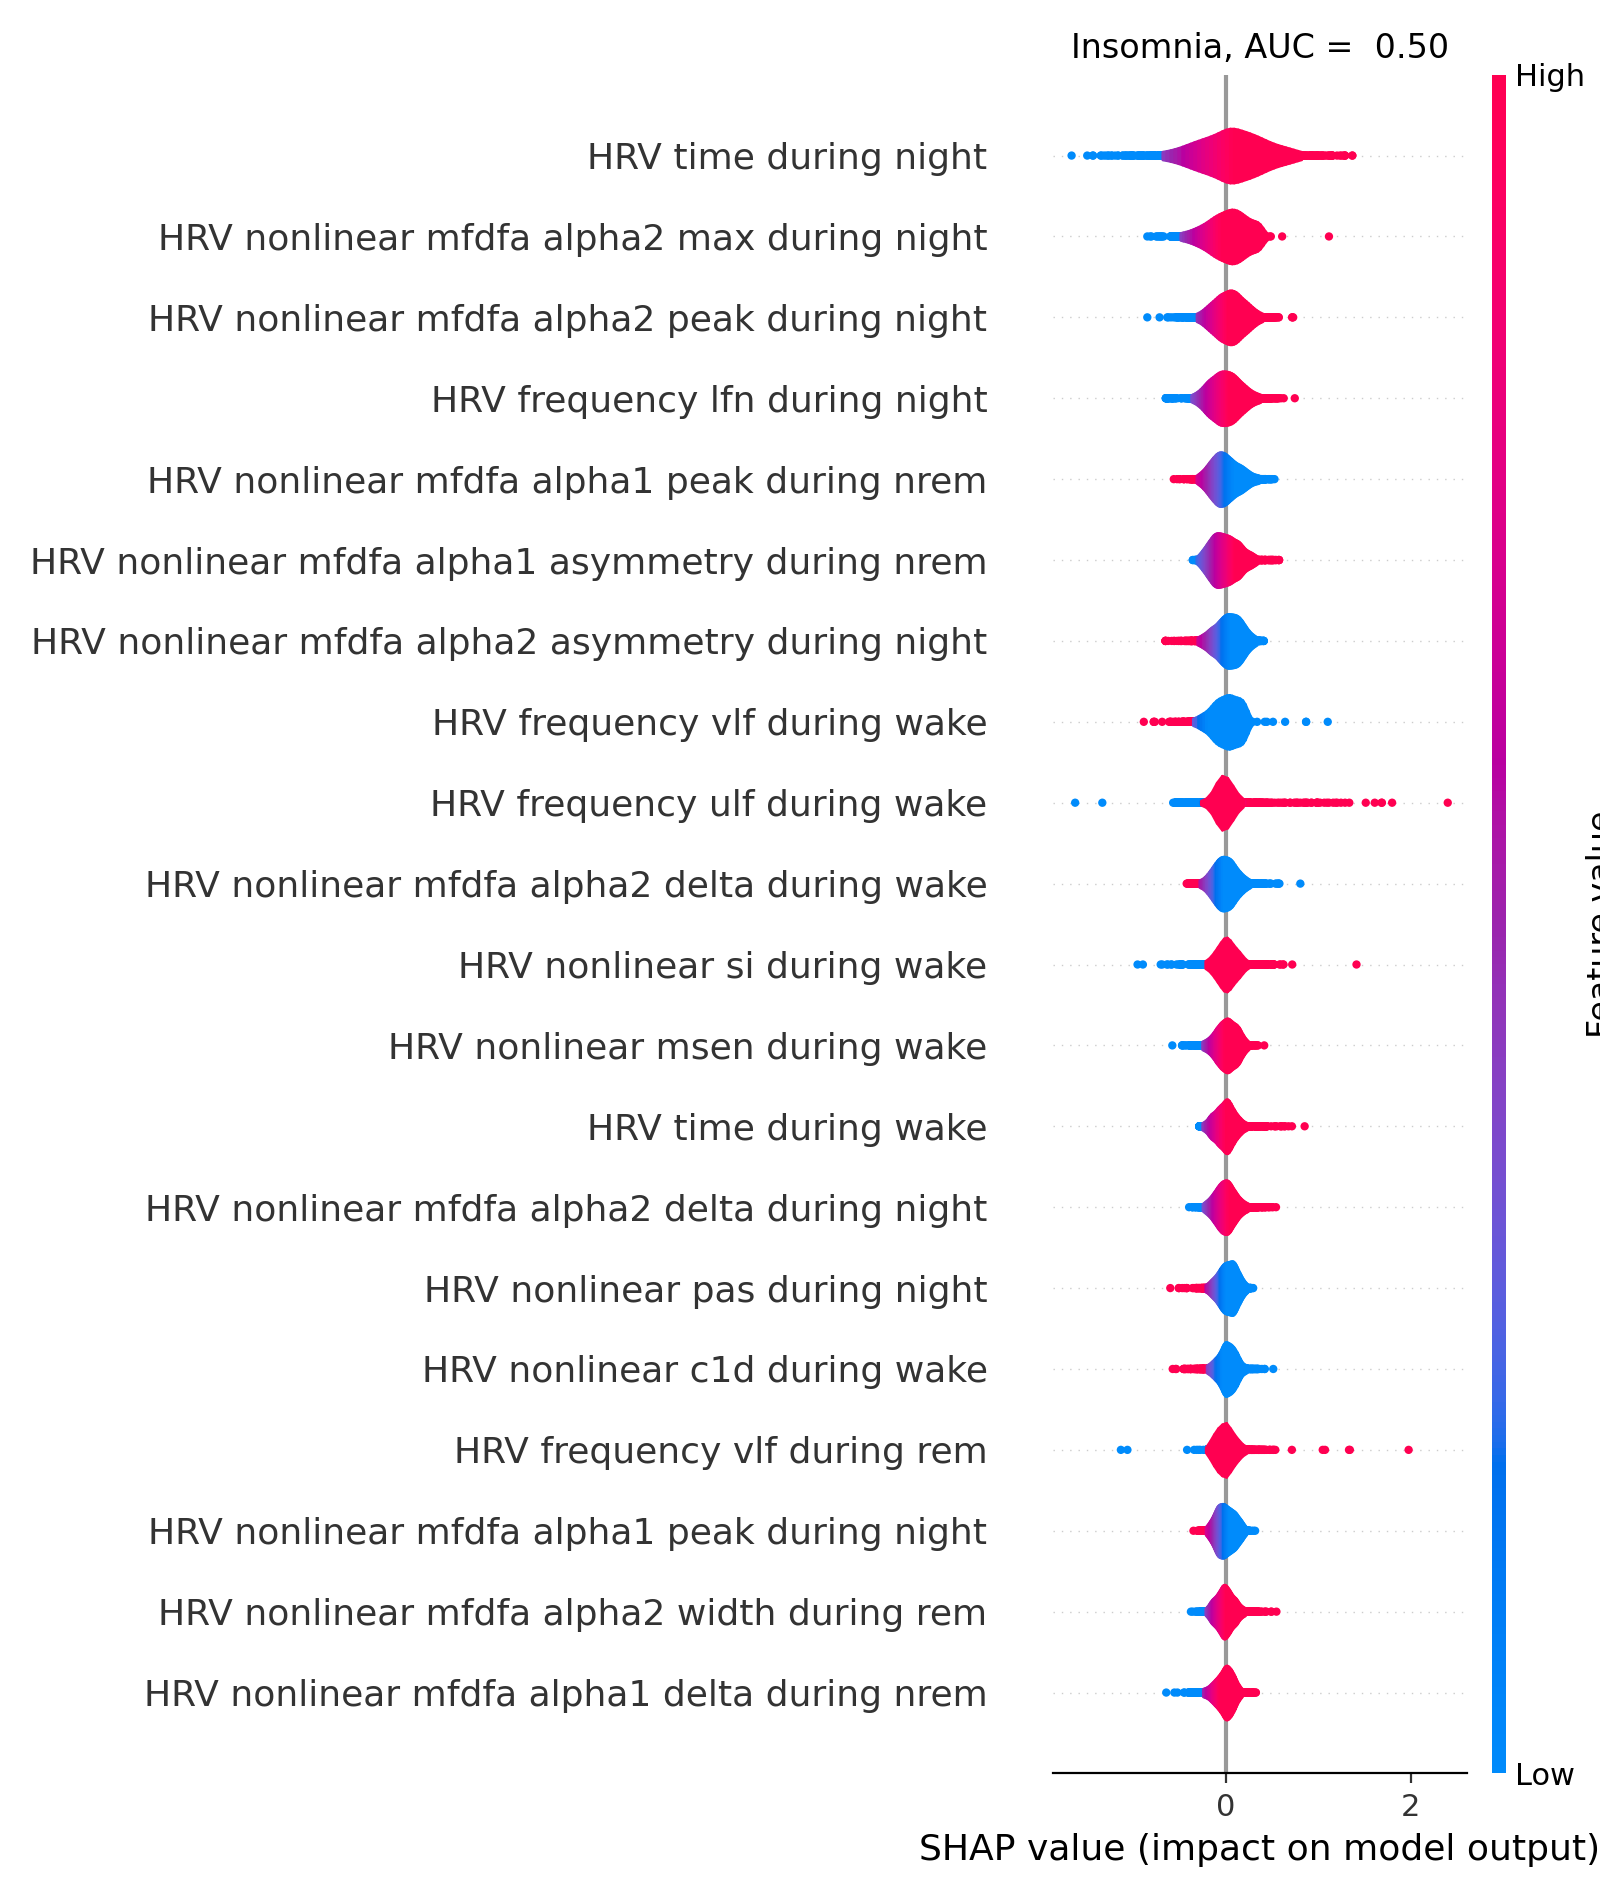 Insomnia, AUC =  0.50
High
HRV time during night
HRV nonlinear mfdfa alpha2 max during night
HRV nonlinear mfdfa alpha2 peak during night
HRV frequency lfn during night
HRV nonlinear mfdfa alpha1 peak during nrem
HRV nonlinear mfdfa alpha1 asymmetry during nrem
HRV nonlinear mfdfa alpha2 asymmetry during night
HRV frequency vlf during wake
HRV frequency ulf during wake
HRV nonlinear mfdfa alpha2 delta during wake
Feature value
HRV nonlinear si during wake
HRV nonlinear msen during wake
HRV time during wake
HRV nonlinear mfdfa alpha2 delta during night
HRV nonlinear pas during night
HRV nonlinear c1d during wake
HRV frequency vlf during rem
HRV nonlinear mfdfa alpha1 peak during night
HRV nonlinear mfdfa alpha2 width during rem
HRV nonlinear mfdfa alpha1 delta during nrem
Low
0 2
SHAP value (impact on model output)